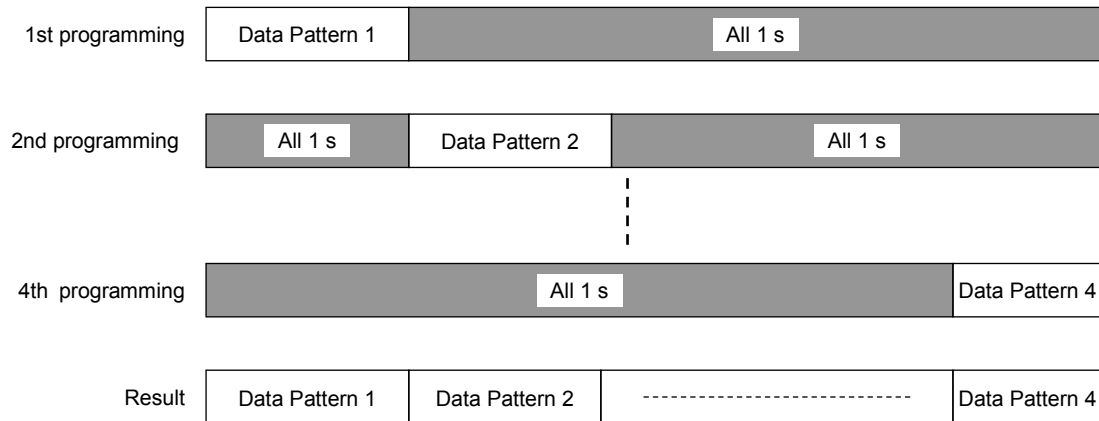 1st programming
Data Pattern 1
All 1 s
2nd programming
All 1 s
Data Pattern 2
All 1 s
4th programming
All 1 s
Data Pattern 4
Result
Data Pattern 1
Data Pattern 2
Data Pattern 4